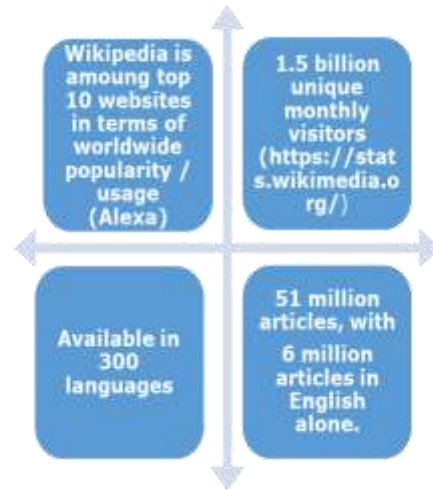 Wikipedia is
amoung top
10 websites
in terms of
worldwide
popularity /
usage
(Alexa)
1.5 billion
unique
monthly
visitors
(https://stat
s.wikimedia.o
rg/)
Available in
300
languages
51 million
articles, with
6 million
articles in
English
alone.